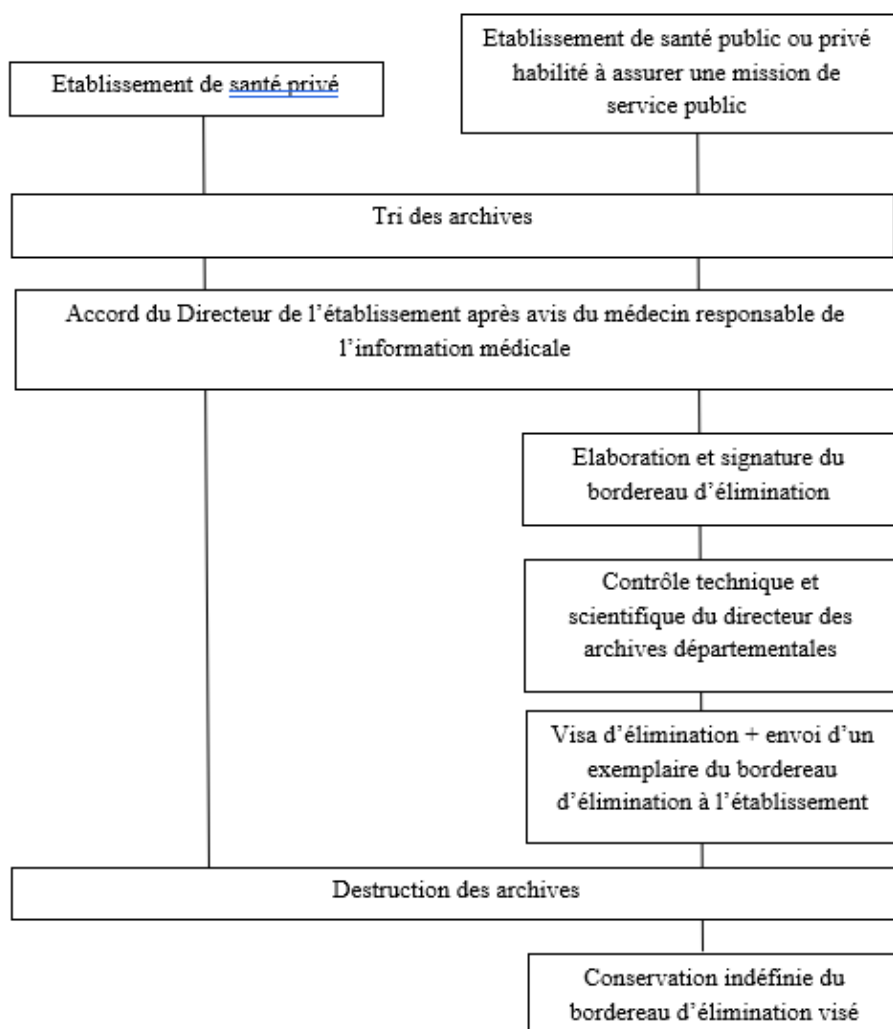 Etablissement de santé privé
Etablissement de santé public ou privé
habilité à assurer une mission de
service public
Tri des archives
Accord du Directeur de l’établissement après avis du médecin responsable de
l’information médicale
Elaboration et signature du
bordereau d’élimination
Contrôle technique et
scientifique du directeur des
archives départementales
Visa d’élimination + envoi d’un
exemplaire du bordereau
d’élimination à l’établissement
Destruction des archives
Conservation indéfinie du
bordereau d’élimination visé